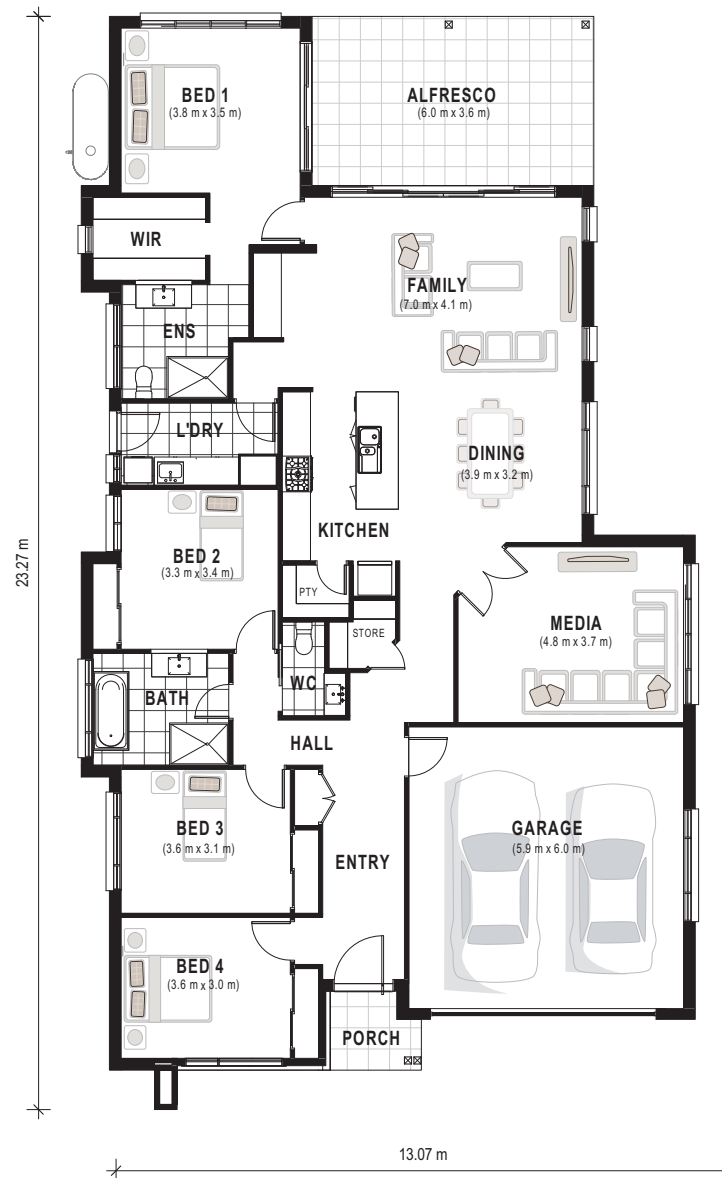 BED 1
(3.8 m x 3.5 m)
ALFRESCO
(6.0 m x 3.6 m)
WIR
FAMILY
(7.0 m x 4.1 m)
ENS
L'DRY
DINING
(3.9 m x 3.2 m)
KITCHEN
23.27 m
BED 2
(3.3 m x 3.4 m)
PTY
MEDIA
(4.8 m x 3.7 m)
STORE
WC
BATH
HALL
BED 3
(3.6 m x 3.1 m)
GARAGE
(5.9 m x 6.0 m)
ENTRY
BED 4
(3.6 m x 3.0 m)
PORCH
13.07 m